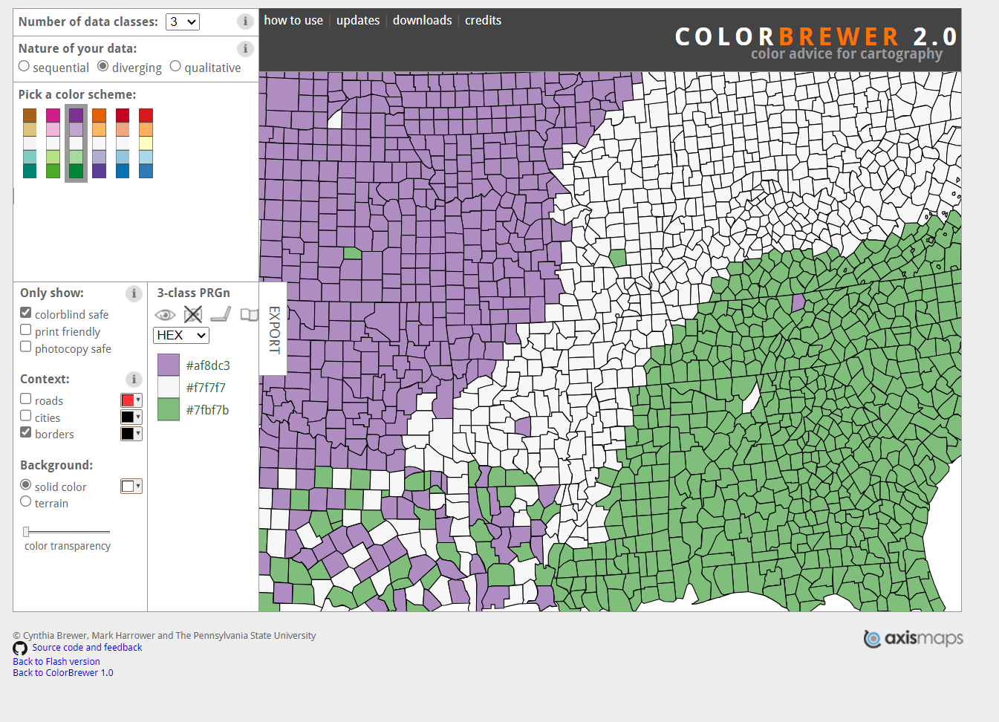 Number of data classes: 3 i
Nature of your data: i
sequential diverging qualitative
Pick a color scheme:
how to use | updates | downloads | credits
COLORBREWER 2.0
color advice for cartography
Only show: i
colorblind safe
print friendly
photocopy safe
Context: i
roads
cities
borders
Background:
solid color
terrain
color transparency
3-class PRGn
HEX
#af8dc3
#f7f7f7
#7fbf7b
EXPORT
© Cynthia Brewer, Mark Harrower and The Pennsylvania State University
Source code and feedback
Back to Flash version
Back to ColorBrewer 1.0
axismaps